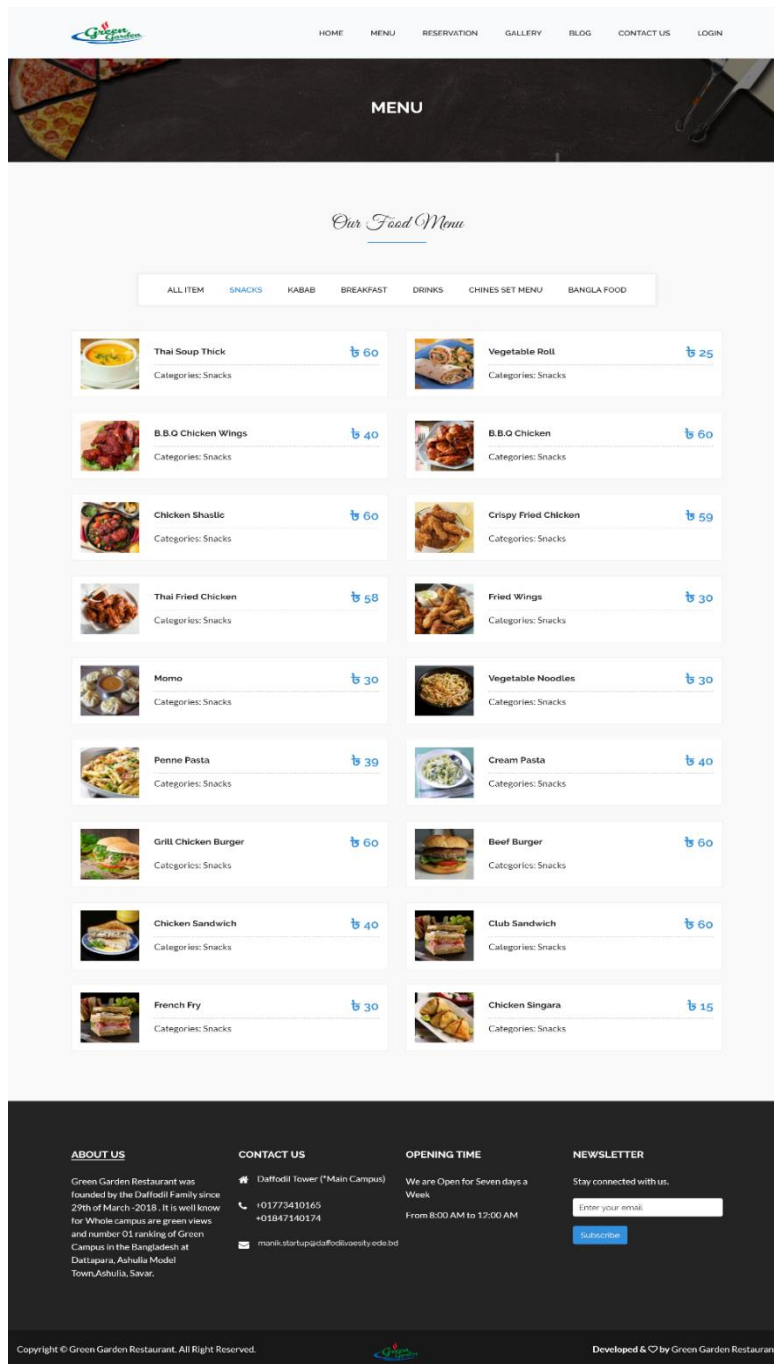 Green Garden
HOME MENU RESERVATION GALLERY BLOG CONTACT US LOGIN
MENU
Our Food Menu
ALL ITEM SNACKS KABAB BREAKFAST DRINKS CHINES SET MENU BANGLA FOOD
Thai Soup Thick ৳ 60
Categories: Snacks
Vegetable Roll ৳ 25
Categories: Snacks
B.B.Q Chicken Wings ৳ 40
Categories: Snacks
B.B.Q Chicken ৳ 60
Categories: Snacks
Chicken Shaslic ৳ 60
Categories: Snacks
Crispy Fried Chicken ৳ 59
Categories: Snacks
Thai Fried Chicken ৳ 58
Categories: Snacks
Fried Wings ৳ 30
Categories: Snacks
Momo ৳ 30
Categories: Snacks
Vegetable Noodles ৳ 30
Categories: Snacks
Penne Pasta ৳ 39
Categories: Snacks
Cream Pasta ৳ 40
Categories: Snacks
Grill Chicken Burger ৳ 60
Categories: Snacks
Beef Burger ৳ 60
Categories: Snacks
Chicken Sandwich ৳ 40
Categories: Snacks
Club Sandwich ৳ 60
Categories: Snacks
French Fry ৳ 30
Categories: Snacks
Chicken Singara ৳ 15
Categories: Snacks
ABOUT US
Green Garden Restaurant was
founded by the Daffodil Family since
29th of March -2018 . It is well know
for Whole campus are green views
and number 01 ranking of Green
Campus in the Bangladesh at
Dattapara, Ashulia Model
Town,Ashulia, Savar.
CONTACT US
Daffodil Tower (*Main Campus)
+01773410165
+01847140174
manik.startup@daffodilvaesity.ede.bd
OPENING TIME
We are Open for Seven days a
Week
From 8:00 AM to 12:00 AM
NEWSLETTER
Stay connected with us.
Enter your email
Subscribe
Copyright © Green Garden Restaurant. All Right Reserved.
Green Garden
Developed & ♡ by Green Garden Restauran